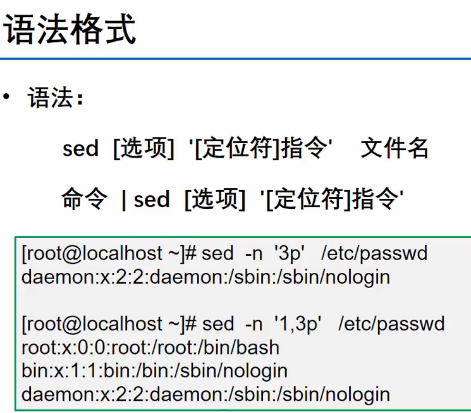 语法格式
• 语法：
sed [选项] '[定位符]指令' 文件名
命令 | sed [选项] '[定位符]指令'
[root@localhost ~]# sed -n '3p' /etc/passwd
daemon:x:2:2:daemon:/sbin:/sbin/nologin
[root@localhost ~]# sed -n '1,3p' /etc/passwd
root:x:0:0:root:/root:/bin/bash
bin:x:1:1:bin:/bin:/sbin/nologin
daemon:x:2:2:daemon:/sbin:/sbin/nologin